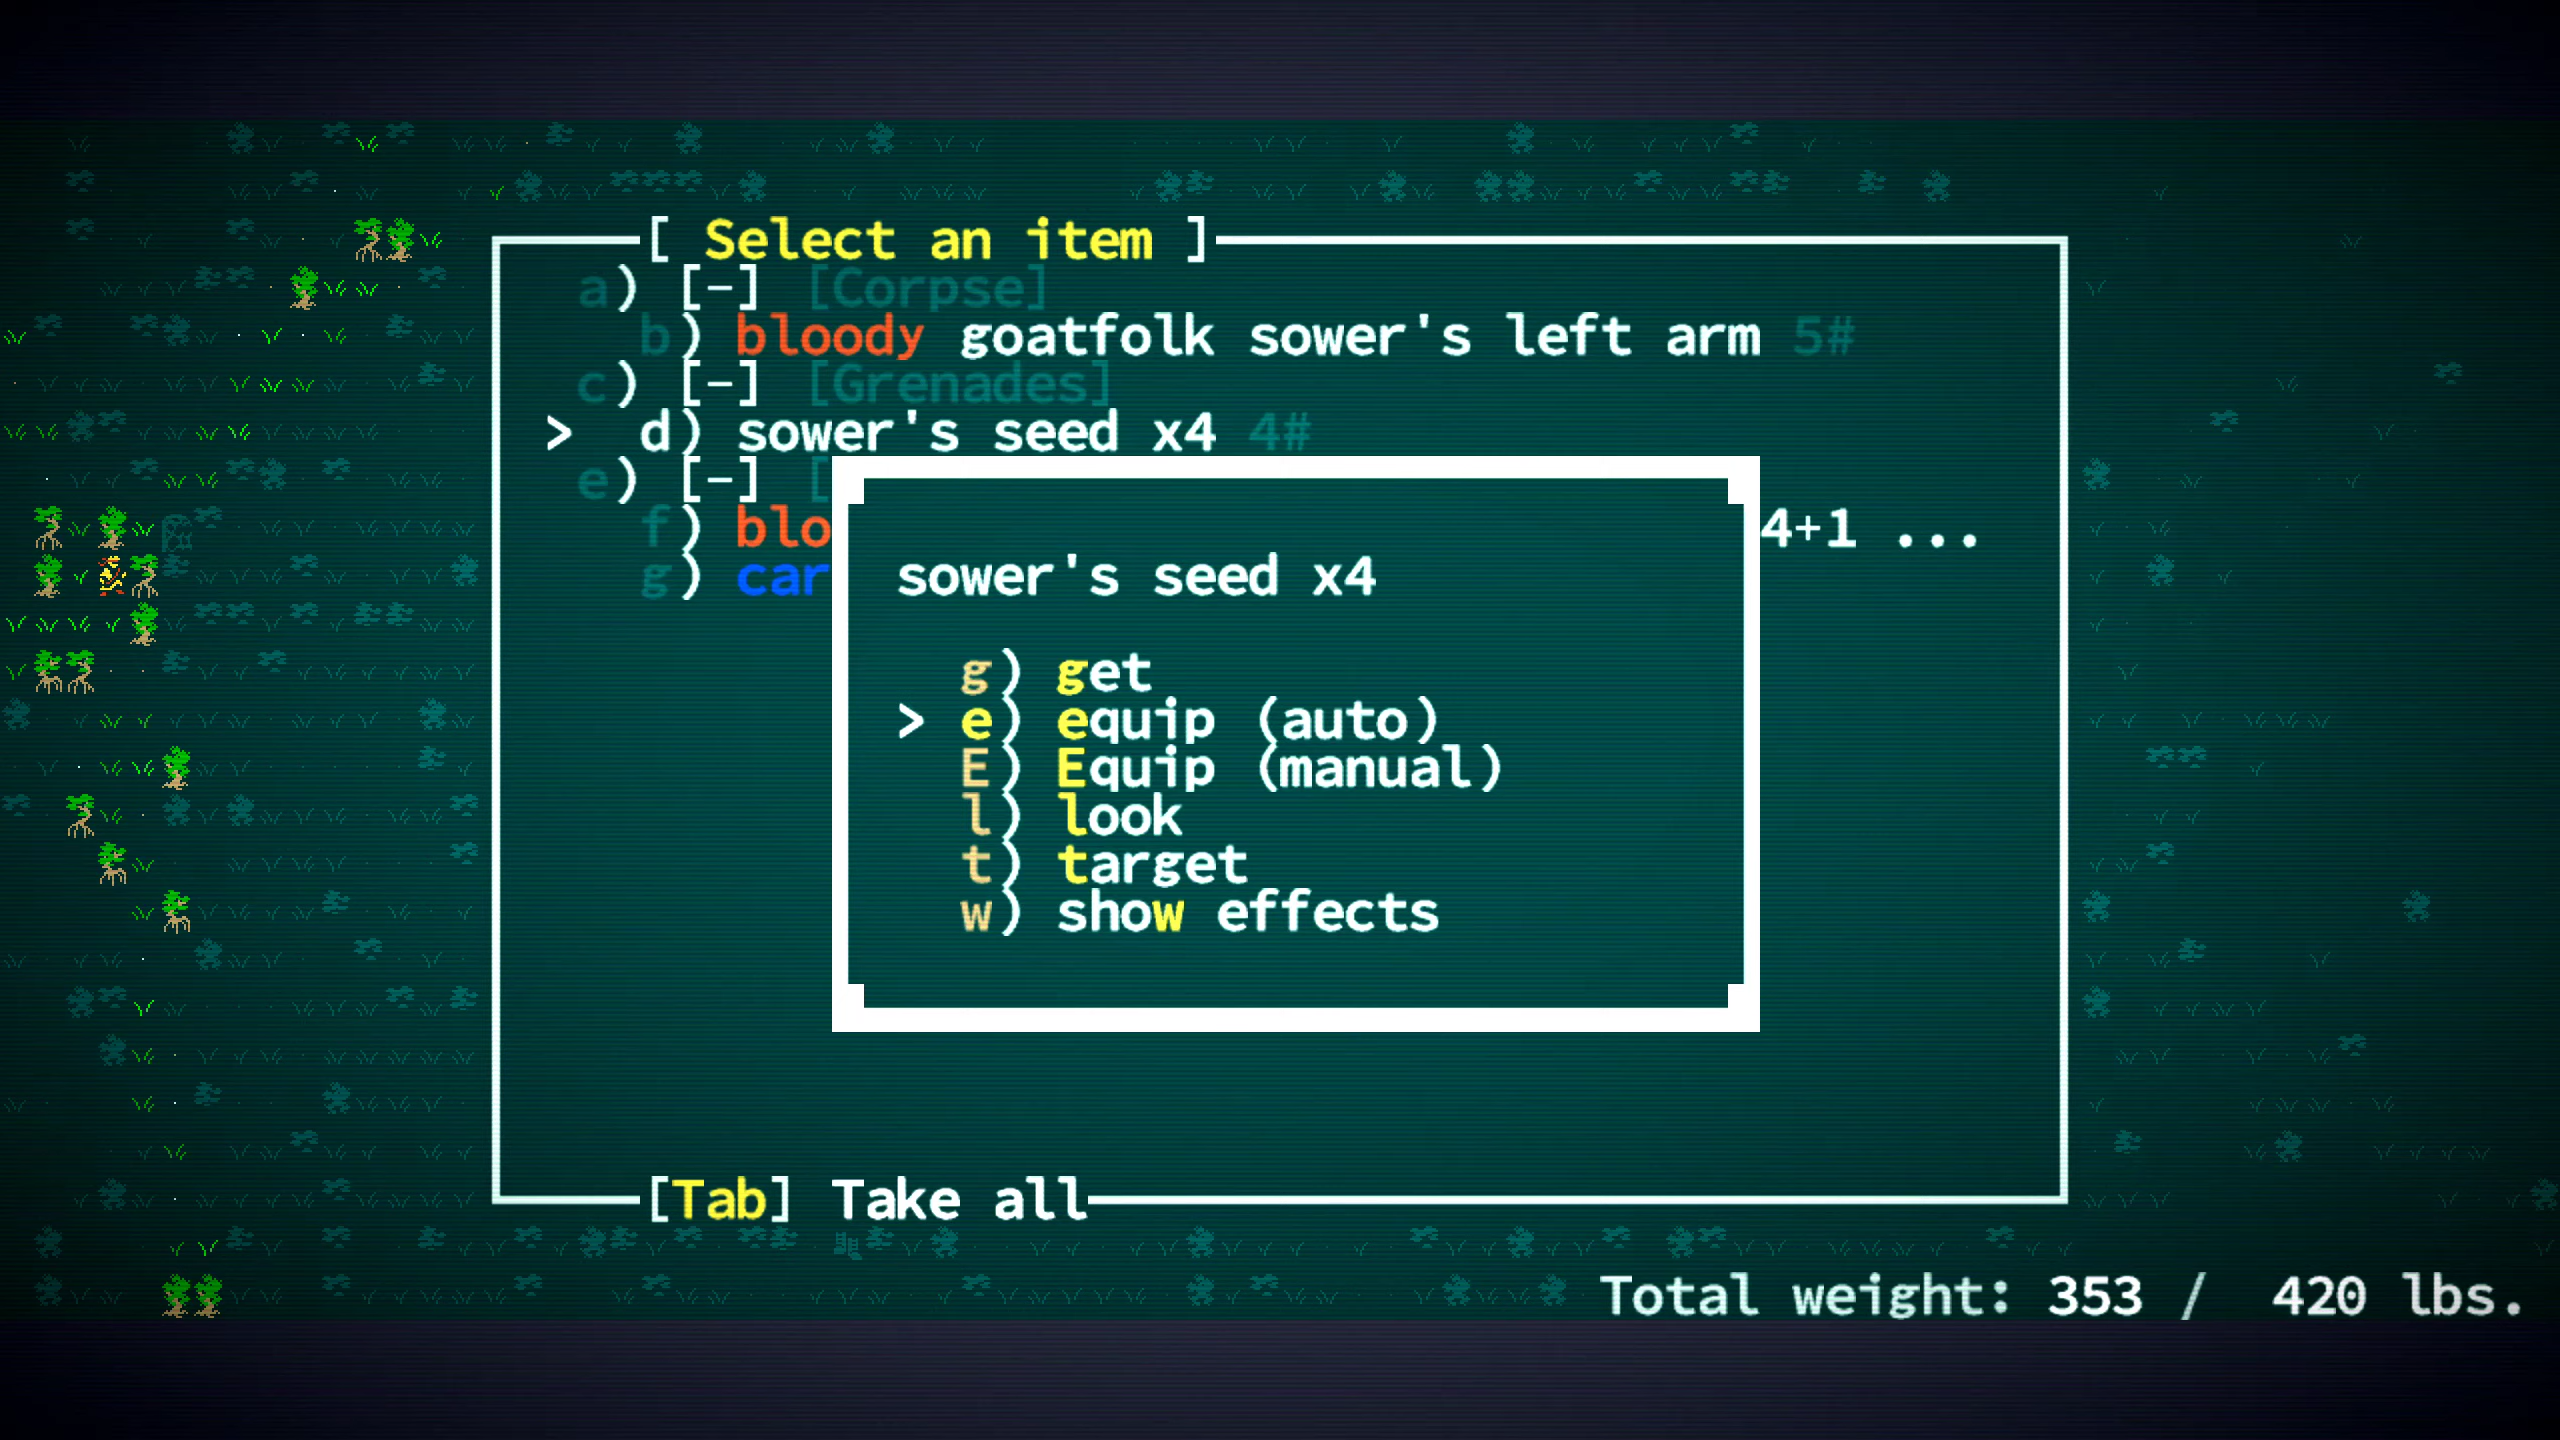 [ Select an item ]
a) [-] [Corpse]
b) bloody goatfolk sower's left arm 5#
c) [-] [Grenades]
> d) sower's seed x4 4#
e) [-] [
f) blo 4+1 ...
g) car
sower's seed x4
g) get
> e) equip (auto)
E) Equip (manual)
l) look
t) target
w) show effects
[Tab] Take all
Total weight: 353 / 420 lbs.